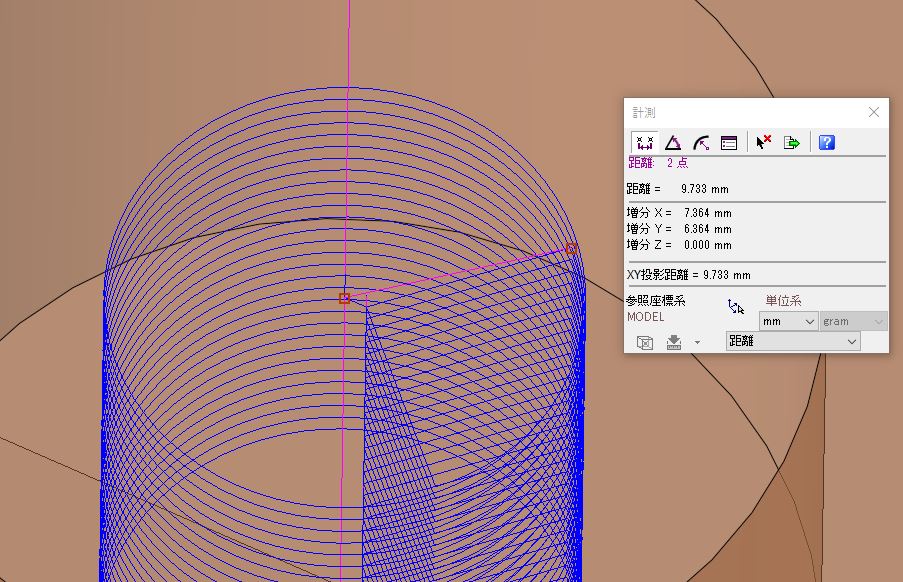 計測
?
距離: 2 点
距離 = 9.733 mm
増分 X = 7.364 mm
増分 Y = 6.364 mm
増分 Z = 0.000 mm
XY投影距離 = 9.733 mm
参照座標系 単位系
MODEL
mm gram
距離